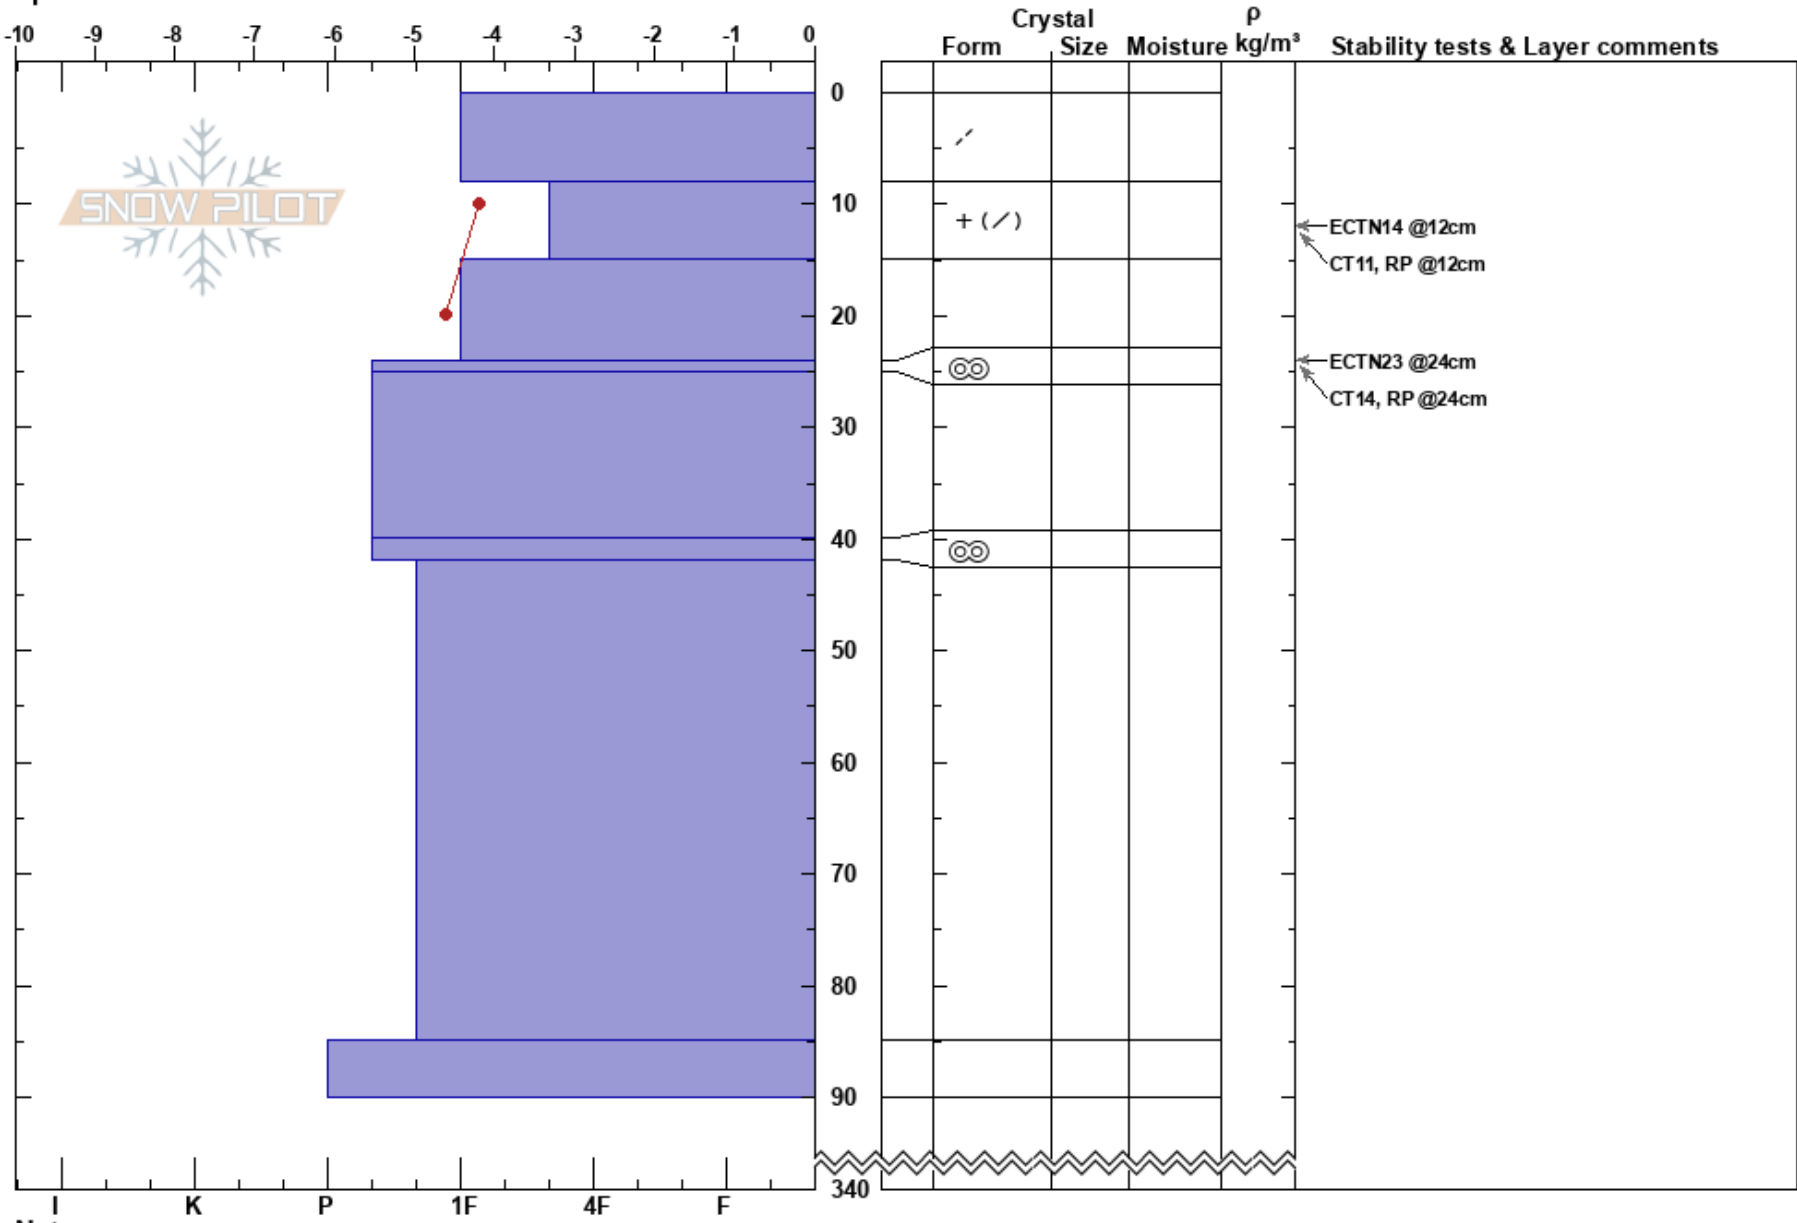 Crystal ρ
-10 -9 -8 -7 -6 -5 -4 -3 -2 -1 0
Form Size Moisture kg/m³ Stability tests & Layer comments
0
SNOW PILOT
10
+ (/)
ECTN14 @12cm
CT11, RP @12cm
20
ECTN23 @24cm
CT14, RP @24cm
30
40
50
60
70
80
90
340
I K P 1F 4F F